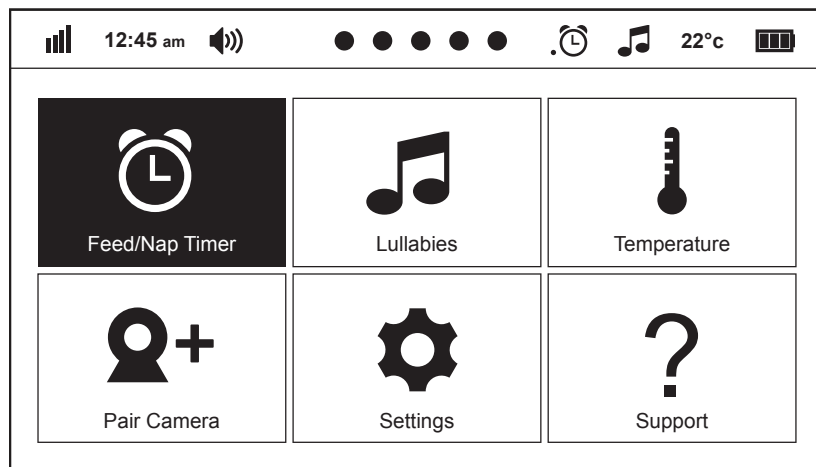 12:45 am
22°c
Feed/Nap Timer
Lullabies
Temperature
Pair Camera
Settings
Support